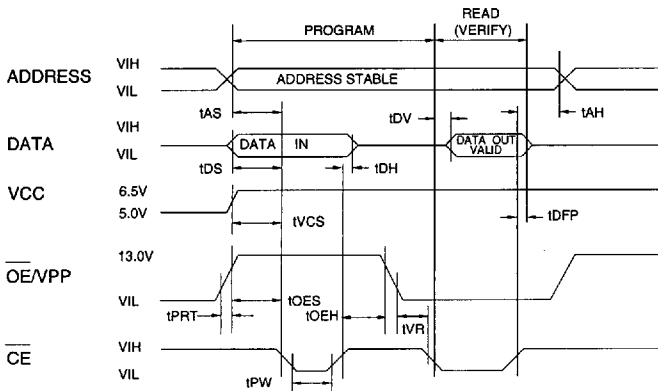 READ
PROGRAM (VERIFY)
ADDRESS VIH VIL ADDRESS STABLE
tAS tDV tAH
DATA VIH VIL DATA IN DATA OUT VALID
tDS tDH
VCC 6.5V 5.0V
tVCS tDFP
OE/VPP 13.0V VIL
tPRT tOES tOEH tVR
CE VIH VIL
tPW